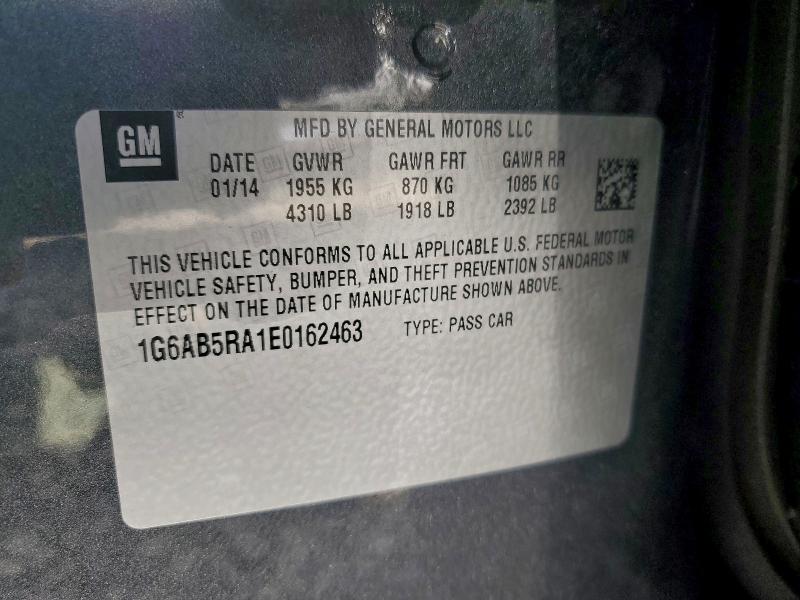 GM
MFD BY GENERAL MOTORS LLC
DATE GVWR GAWR FRT GAWR RR
01/14 1955 KG 870 KG 1085 KG
4310 LB 1918 LB 2392 LB
THIS VEHICLE CONFORMS TO ALL APPLICABLE U.S. FEDERAL MOTOR
VEHICLE SAFETY, BUMPER, AND THEFT PREVENTION STANDARDS IN
EFFECT ON THE DATE OF MANUFACTURE SHOWN ABOVE.
1G6AB5RA1E0162463 TYPE: PASS CAR